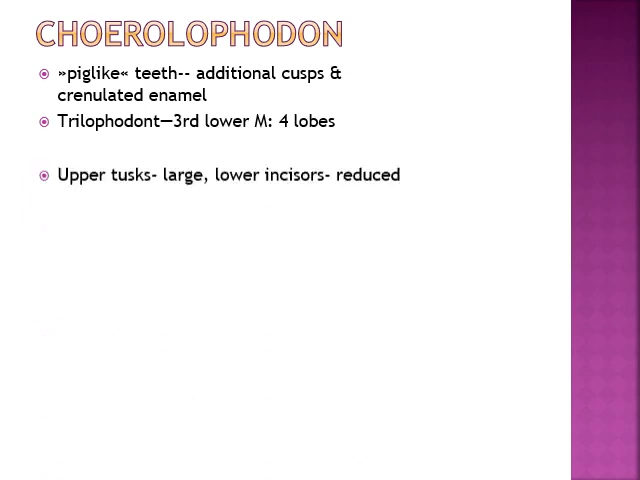 CHOEROLOPHODON
»piglike« teeth-- additional cusps &
crenulated enamel
Trilophodont—3rd lower M: 4 lobes
Upper tusks- large, lower incisors- reduced